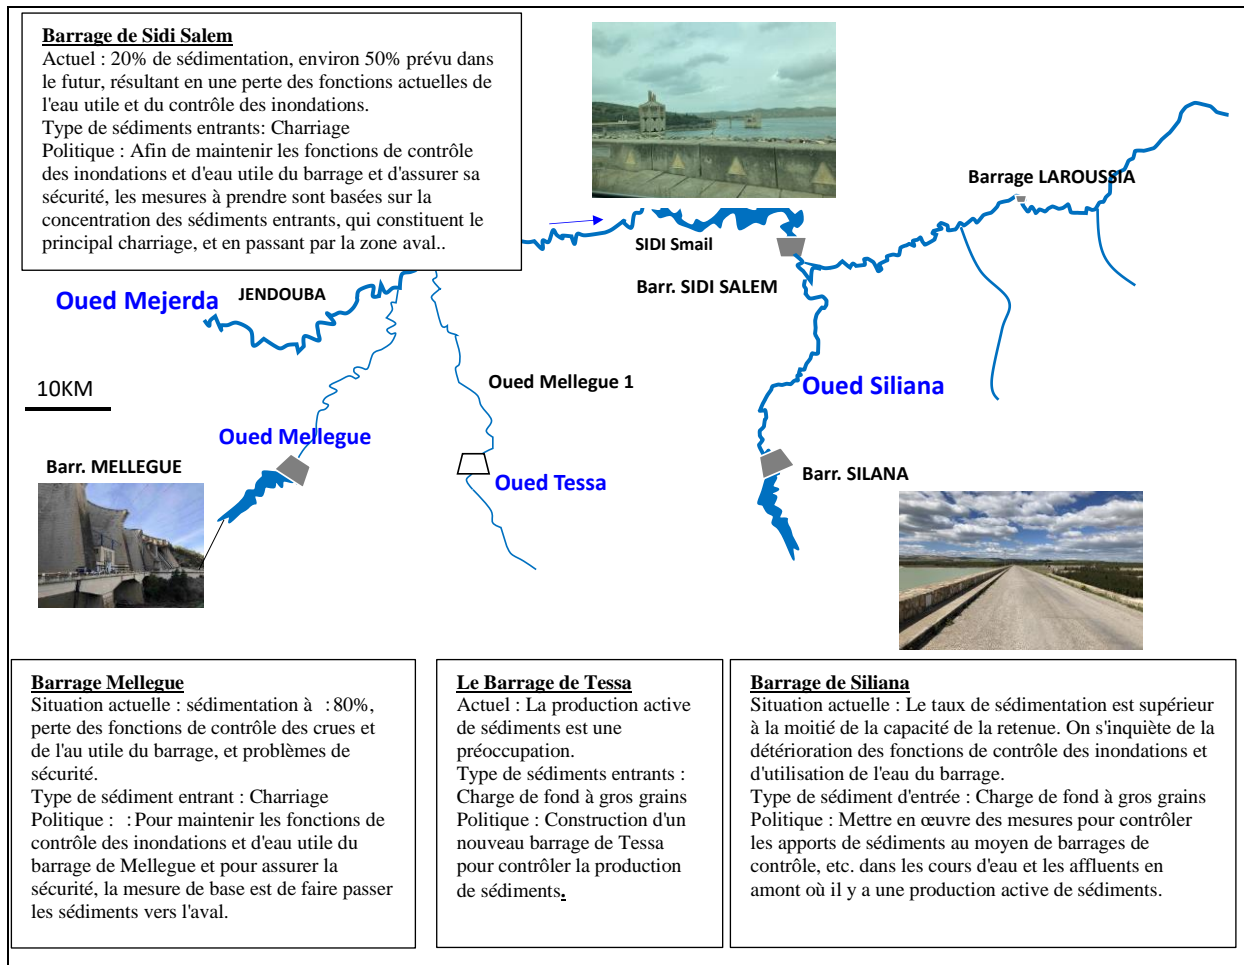 Barrage de Sidi Salem
Actuel : 20% de sédimentation, environ 50% prévu dans
le futur, résultant en une perte des fonctions actuelles de
l'eau utile et du contrôle des inondations.
Type de sédiments entrants: Charriage
Politique : Afin de maintenir les fonctions de contrôle
des inondations et d'eau utile du barrage et d'assurer sa
sécurité, les mesures à prendre sont basées sur la
concentration des sédiments entrants, qui constituent le
principal charriage, et en passant par la zone aval..
Barrage LAROUSSIA
SIDI Smail
Barr. SIDI SALEM
Oued Mejerda
JENDOUBA
10KM
Oued Mellegue 1
Oued Siliana
Oued Mellegue
Barr. MELLEGUE
Oued Tessa
Barr. SILANA
Barrage Mellegue
Situation actuelle : sédimentation à : 80%,
perte des fonctions de contrôle des crues et
de l'au utile du barrage, et problèmes de
sécurité.
Type de sédiment entrant : Charriage
Politique : : Pour maintenir les fonctions de
contrôle des inondations et d'eau utile du
barrage de Mellegue et pour assurer la
sécurité, la mesure de base est de faire passer
les sédiments vers l'aval.
Le Barrage de Tessa
Actuel : La production active
de sédiments est une
préoccupation.
Type de sédiments entrants :
Charge de fond à gros grains
Politique : Construction d'un
nouveau barrage de Tessa
pour contrôler la production
de sédiments.
Barrage de Siliana
Situation actuelle : Le taux de sédimentation est supérieur
à la moitié de la capacité de la retenue. On s'inquiète de la
détérioration des fonctions de contrôle des inondations et
d'utilisation de l'eau du barrage.
Type de sédiment d'entrée : Charge de fond à gros grains
Politique : Mettre en œuvre des mesures pour contrôler
les apports de sédiments au moyen de barrages de
contrôle, etc. dans les cours d'eau et les affluents en
amont où il y a une production active de sédiments.